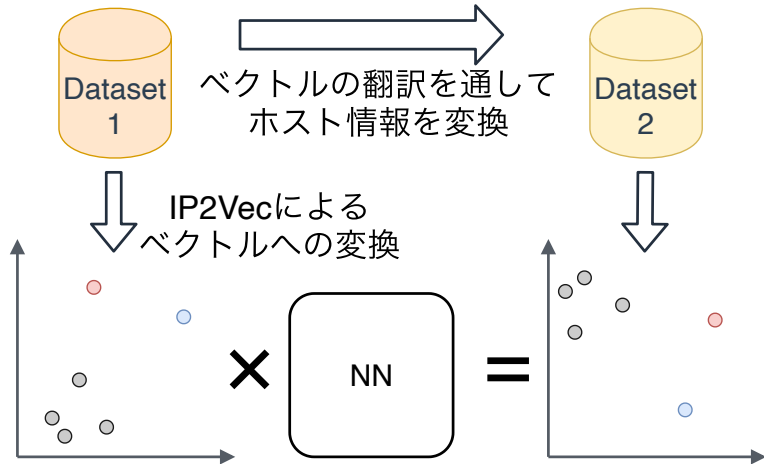 Dataset
1
ベクトルの翻訳を通して
ホスト情報を変換
Dataset
2
IP2Vecによる
ベクトルへの変換
×
NN
=